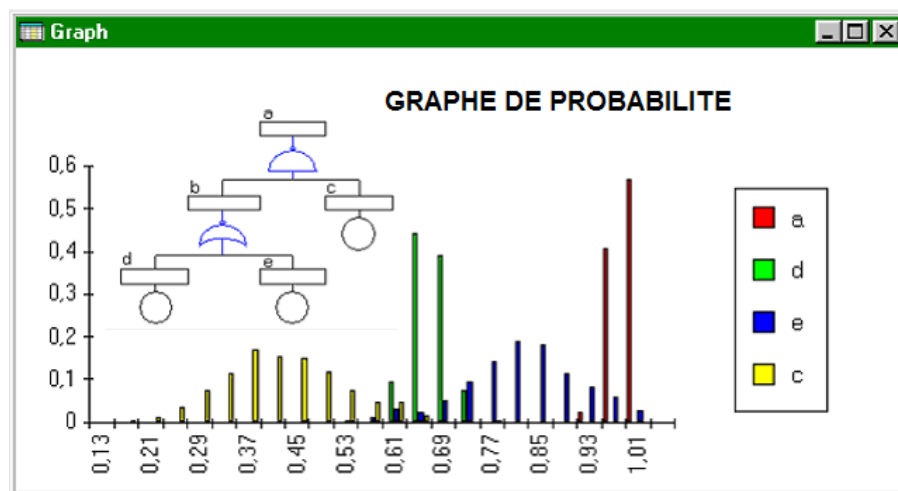 Graph
GRAPHE DE PROBABILITE
a
b
c
d
e
0,6
0,5
0,4
0,3
0,2
0,1
0
0,13
0,21
0,29
0,37
0,45
0,53
0,61
0,69
0,77
0,85
0,93
1,01
a
d
e
c